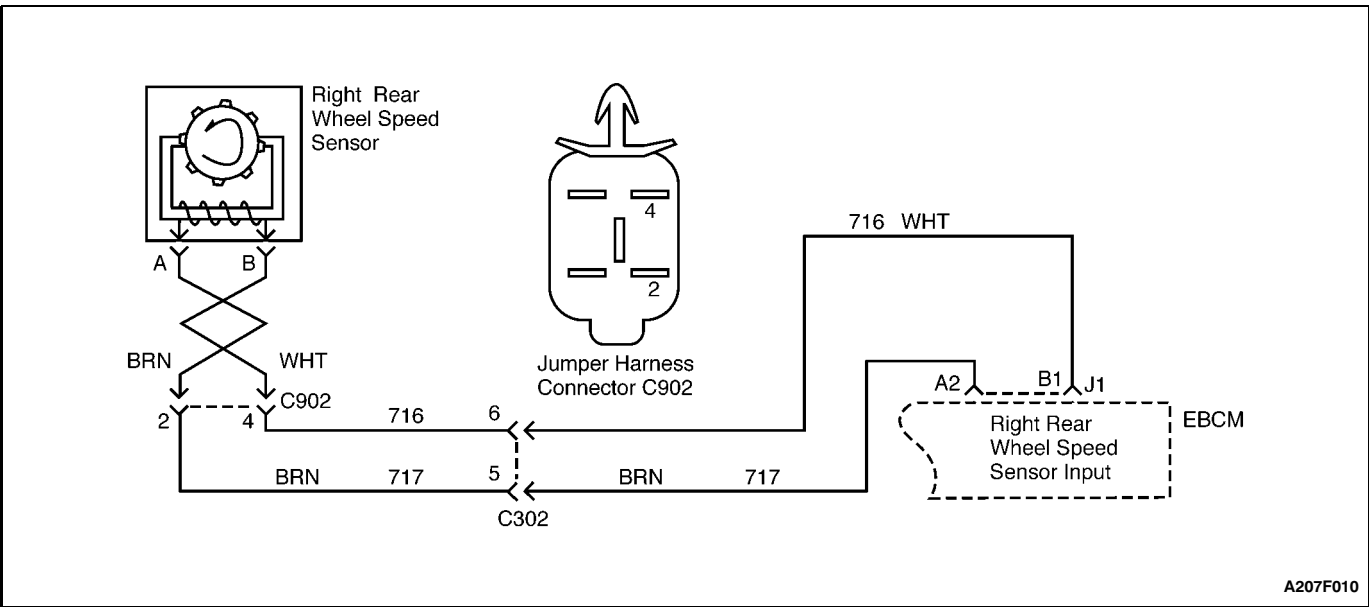 Right Rear
Wheel Speed
Sensor
A
B
BRN
WHT
C902
2
4
716
6
BRN
717
5
C302
4
2
Jumper Harness
Connector C902
716 WHT
BRN
717
A2
B1
J1
Right Rear
Wheel Speed
Sensor Input
EBCM
A207F010